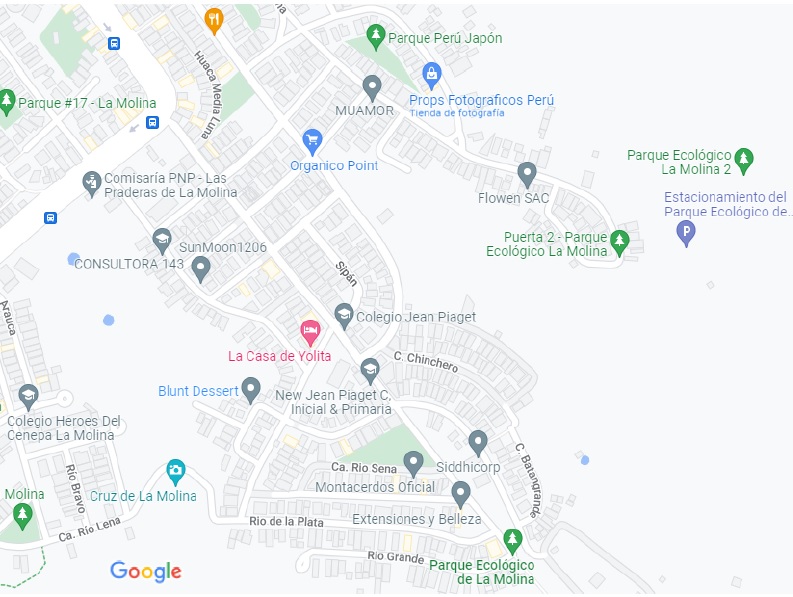 Parque Perú Japón
Huaca Media Luna
Props Fotograficos Perú
Tienda de fotografía
Parque #17 - La Molina
MUAMOR
Organico Point
Parque Ecológico
La Molina 2
Comisaría PNP - Las
Praderas de La Molina
Flowen SAC
Estacionamiento del
Parque Ecológico de...
Puerta 2 - Parque
Ecológico La Molina
SunMoon1206
CONSULTORA 143
Sipán
Arauca
Colegio Jean Piaget
La Casa de Yolita
C. Chinchero
Blunt Dessert
New Jean Piaget C,
Inicial & Primaria
Colegio Heroes Del
Cenepa La Molina
C. Batangrande
Ca. Rio Sena
Siddhicorp
Río Bravo
Cruz de La Molina
Montacerdos Oficial
Molina
Ca. Río Lena
Rio de la Plata
Extensiones y Belleza
Río Grande
Parque Ecológico
de La Molina
Google